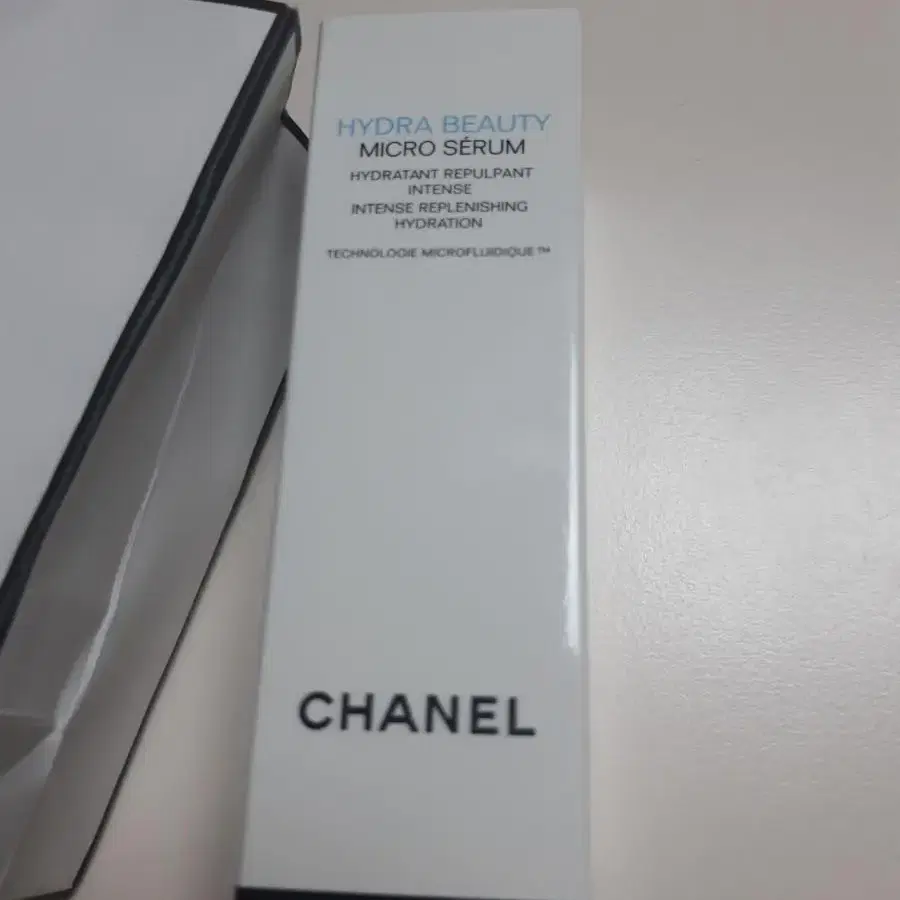 HYDRA BEAUTY
MICRO SÉRUM
HYDRATANT REPULPANT
INTENSE
INTENSE REPLENISHING
HYDRATION
TECHNOLOGIE MICROFLUIDIQUE™
CHANEL